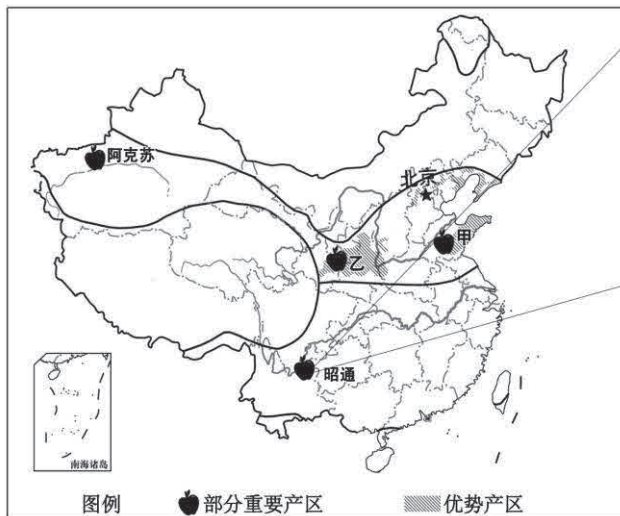 北京
阿克苏
甲
乙
昭通
南海诸岛
图例 部分重要产区 优势产区